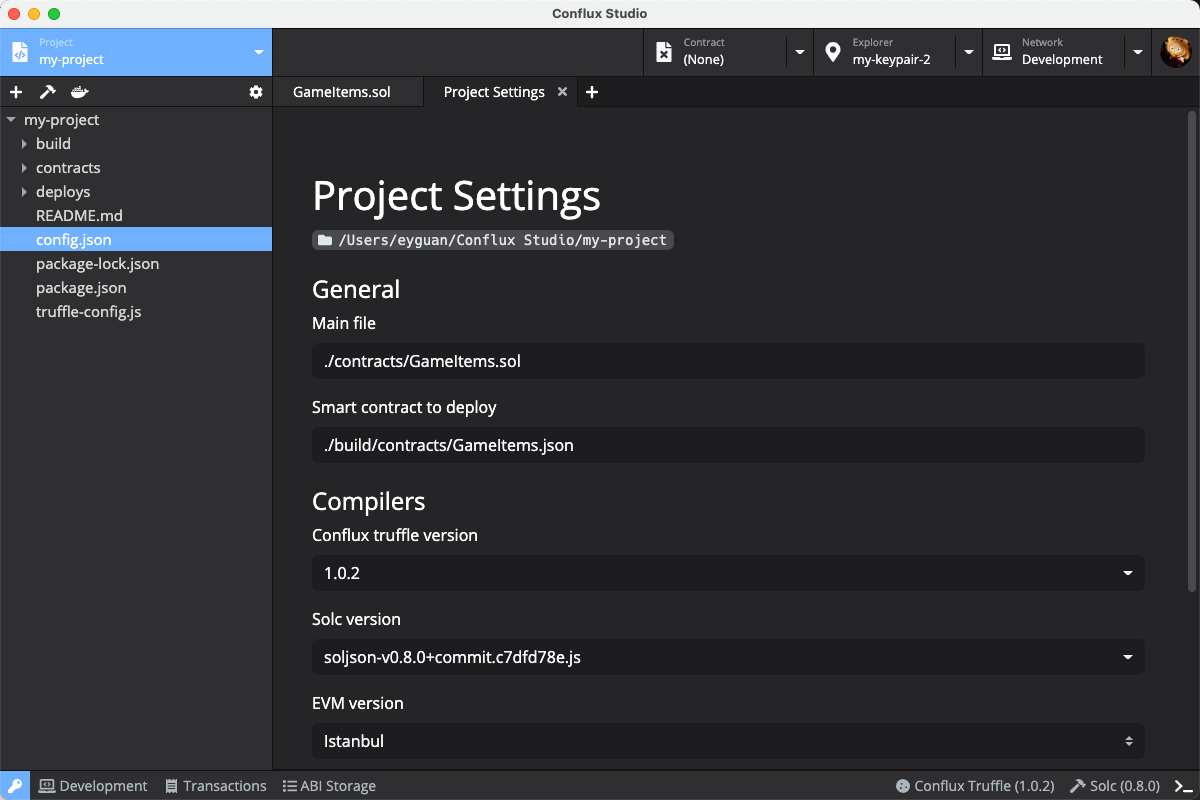 Conflux Studio
Project
my-project
Contract
(None)
Explorer
my-keypair-2
Network
Development
GameItems.sol
Project Settings
my-project
build
contracts
deploys
README.md
config.json
package-lock.json
package.json
truffle-config.js
Project Settings
/Users/eyguan/Conflux Studio/my-project
General
Main file
./contracts/GameItems.sol
Smart contract to deploy
./build/contracts/GameItems.json
Compilers
Conflux truffle version
1.0.2
Solc version
soljson-v0.8.0+commit.c7dfd78e.js
EVM version
Istanbul
Development Transactions ABI Storage Conflux Truffle (1.0.2) Solc (0.8.0)